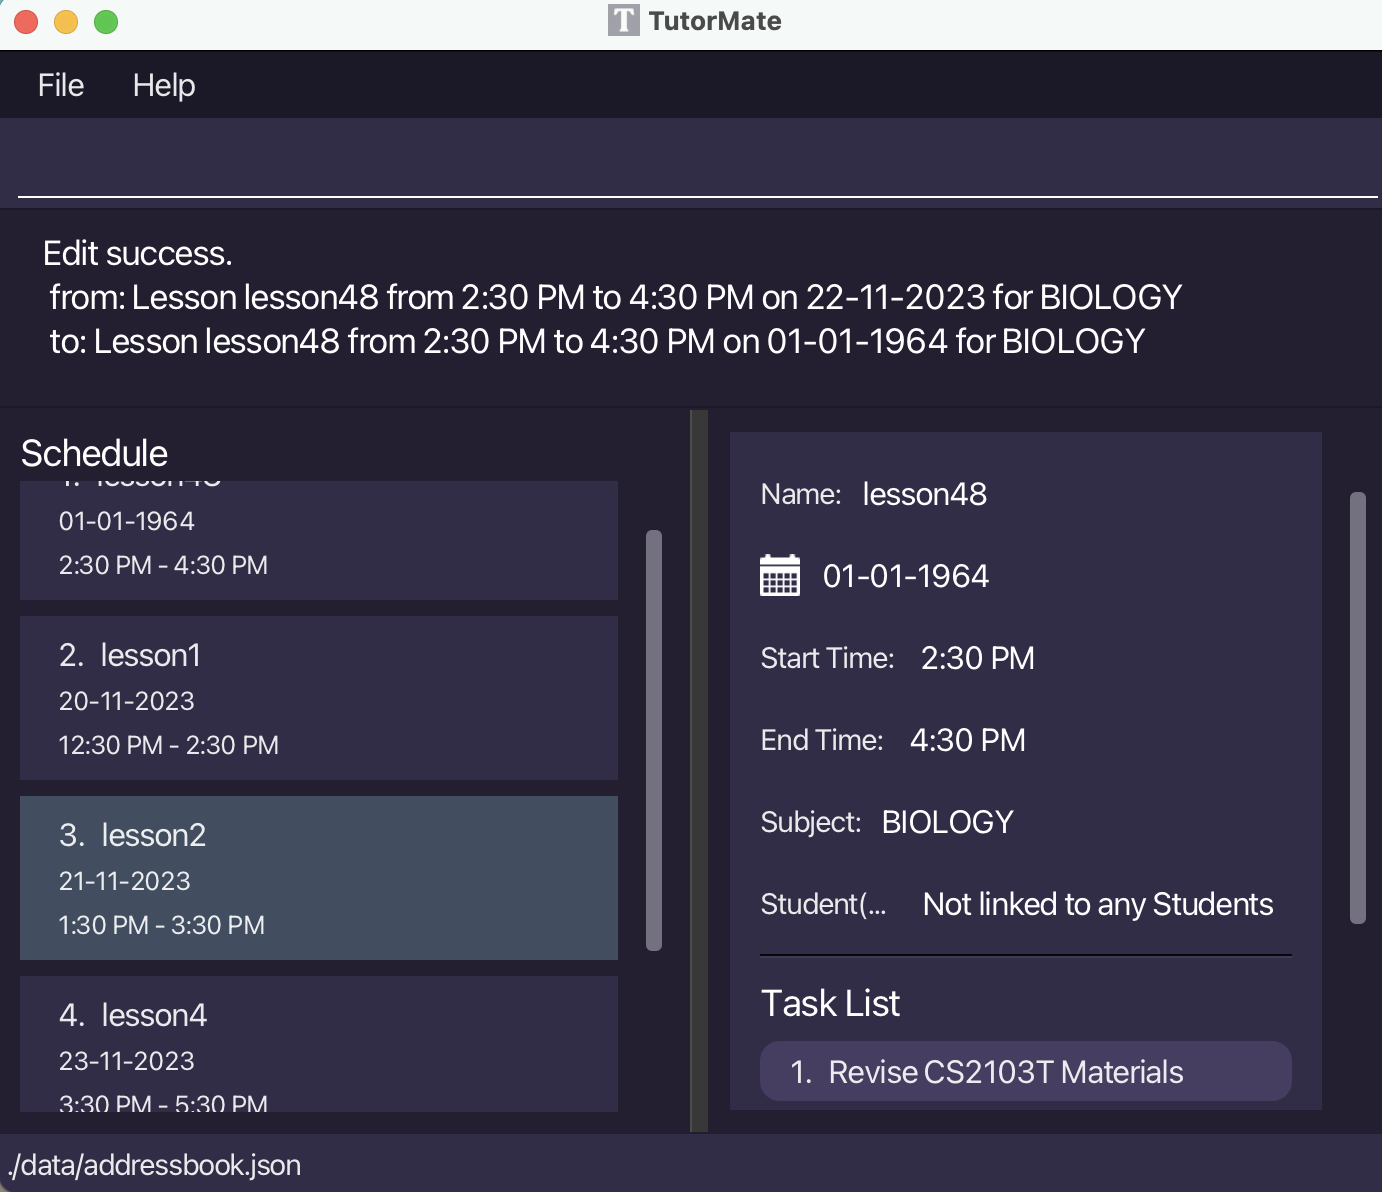 TutorMate
File Help
Edit success.
from: Lesson lesson48 from 2:30 PM to 4:30 PM on 22-11-2023 for BIOLOGY
to: Lesson lesson48 from 2:30 PM to 4:30 PM on 01-01-1964 for BIOLOGY
Schedule
1. lesson48
01-01-1964
2:30 PM - 4:30 PM
2. lesson1
20-11-2023
12:30 PM - 2:30 PM
3. lesson2
21-11-2023
1:30 PM - 3:30 PM
4. lesson4
23-11-2023
3:30 PM - 5:30 PM
Name: lesson48
01-01-1964
Start Time: 2:30 PM
End Time: 4:30 PM
Subject: BIOLOGY
Student(... Not linked to any Students
Task List
1. Revise CS2103T Materials
./data/addressbook.json